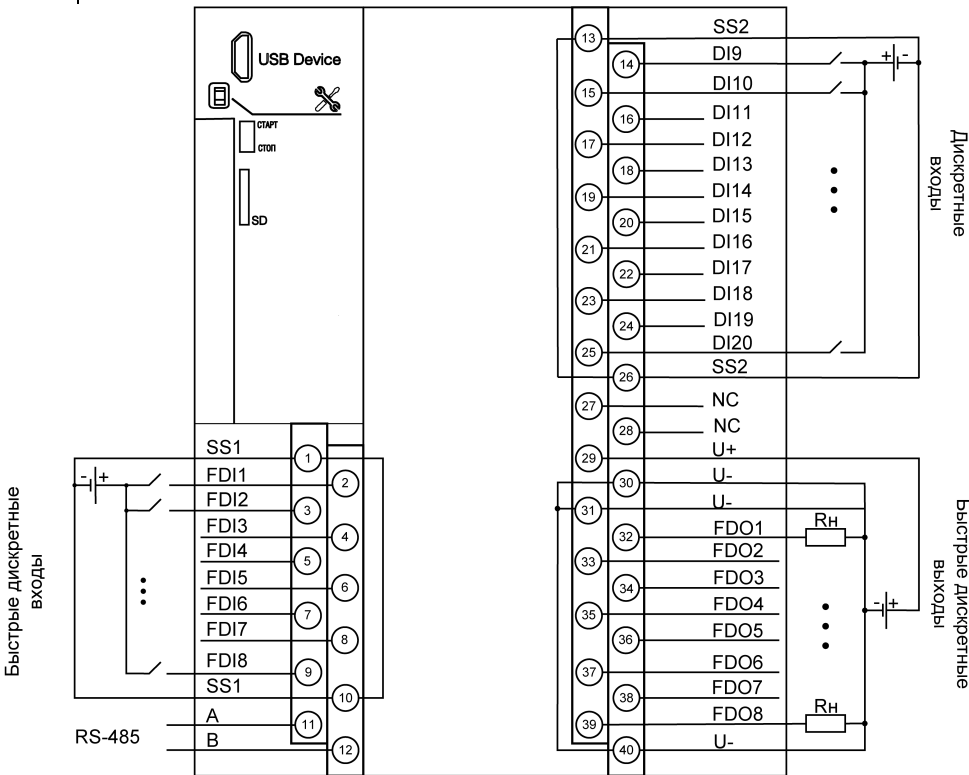 USB Device
СТАРТ
СТОП
SD
SS1
1
FDI1
2
FDI2
3
FDI3
4
FDI4
5
FDI5
6
FDI6
7
FDI7
8
FDI8
9
SS1
10
A
11
B
12
RS-485
- +
Быстрые дискретные
входы
13
SS2
14
DI9
15
DI10
16
DI11
17
DI12
18
DI13
19
DI14
20
DI15
21
DI16
22
DI17
23
DI18
24
DI19
25
DI20
26
SS2
+ -
Дискретные
входы
27
NC
28
NC
29
U+
30
U-
31
U-
32
FDO1
Rн
33
FDO2
34
FDO3
35
FDO4
36
FDO5
37
FDO6
38
FDO7
39
FDO8
Rн
40
U-
- +
Быстрые дискретные
выходы